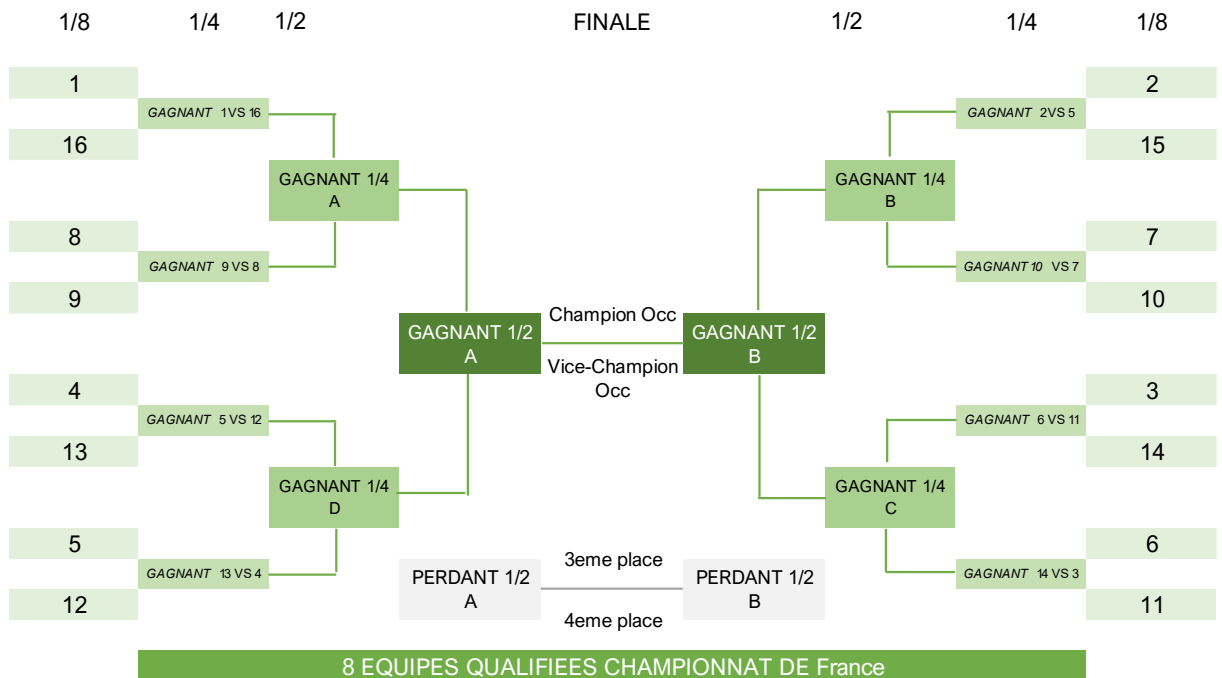 1/8 1/4 1/2 FINALE 1/2 1/4 1/8
1 2
GAGNANT 1 VS 16 GAGNANT 2VS 5
16 15
GAGNANT 1/4
A
GAGNANT 1/4
B
8 7
GAGNANT 9 VS 8 GAGNANT 10 VS 7
9 10
Champion Occ
GAGNANT 1/2
A
GAGNANT 1/2
B
Vice-Champion
Occ
4 3
GAGNANT 5 VS 12 GAGNANT 6 VS 11
13 14
GAGNANT 1/4
D
GAGNANT 1/4
C
5 6
GAGNANT 13 VS 4 GAGNANT 14 VS 3
12 11
3eme place
PERDANT 1/2
A
PERDANT 1/2
B
4eme place
8 EQUIPES QUALIFIEES CHAMPIONNAT DE France